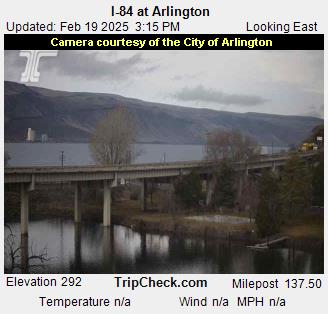 I-84 at Arlington
Updated: Feb 19 2025 3:15 PM Looking East
Camera courtesy of the City of Arlington
Elevation 292 TripCheck.com Milepost 137.50
Temperature n/a Wind n/a MPH n/a